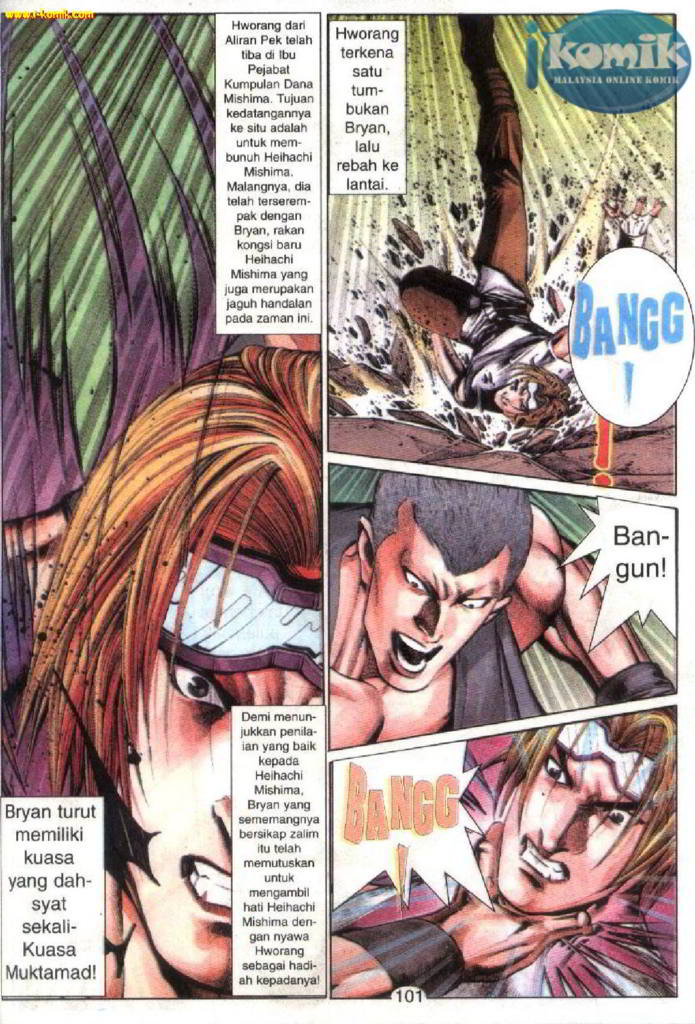 www.i-komik.com
ikomik
MALAYSIA ONLINE KOMIK
Hworang dari
Aliran Pek telah
tiba di Ibu
Pejabat
Kumpulan Dana
Mishima. Tujuan
kedatangannya
ke situ adalah
untuk mem-
bunuh Heihachi
Mishima.
Malangnya, dia
telah terserem-
pak dengan
Bryan, rakan
kongsi baru
Heihachi
Mishima yang
juga merupakan
jaguh handalan
pada zaman ini.
Bryan turut
memiliki
kuasa
yang dah-
syat
sekali-
Kuasa
Muktamad!
Demi menun-
jukkan penila-
ian yang baik
kepada
Heihachi
Mishima,
Bryan yang
sememangnya
bersikap zalim
itu telah
memutuskan
untuk
mengambil
hati Heihachi
Mishima den-
gan nyawa
Hworang
sebagai hadi-
ah kepadanya!
Hworang
terkena
satu
tum-
bukan
Bryan,
lalu
rebah ke
lantai.
BANGG
!
Ban-
gun!
BANGG
!
101